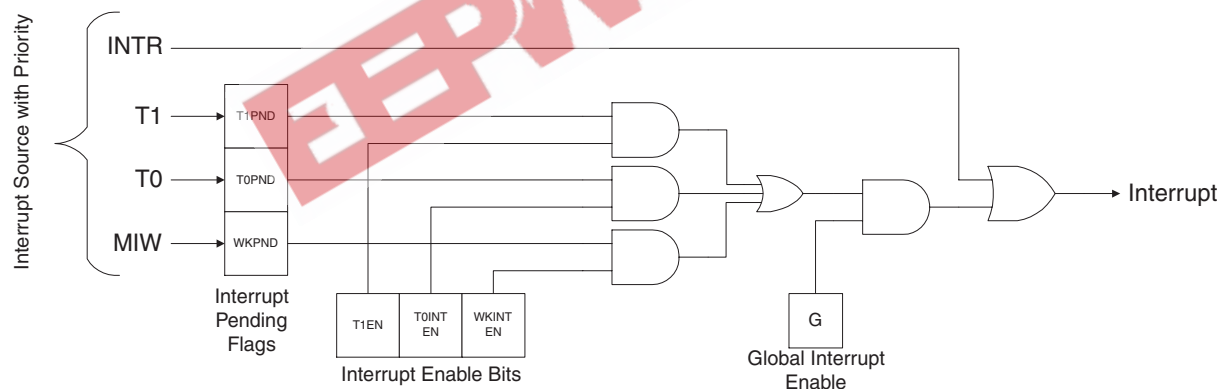 Interrupt Source with Priority
INTR
T1
T0
MIW
T1PND
T0PND
WKPND
Interrupt
Pending
Flags
T1EN
T0INT
EN
WKINT
EN
Interrupt Enable Bits
G
Global Interrupt
Enable
Interrupt
EEPW